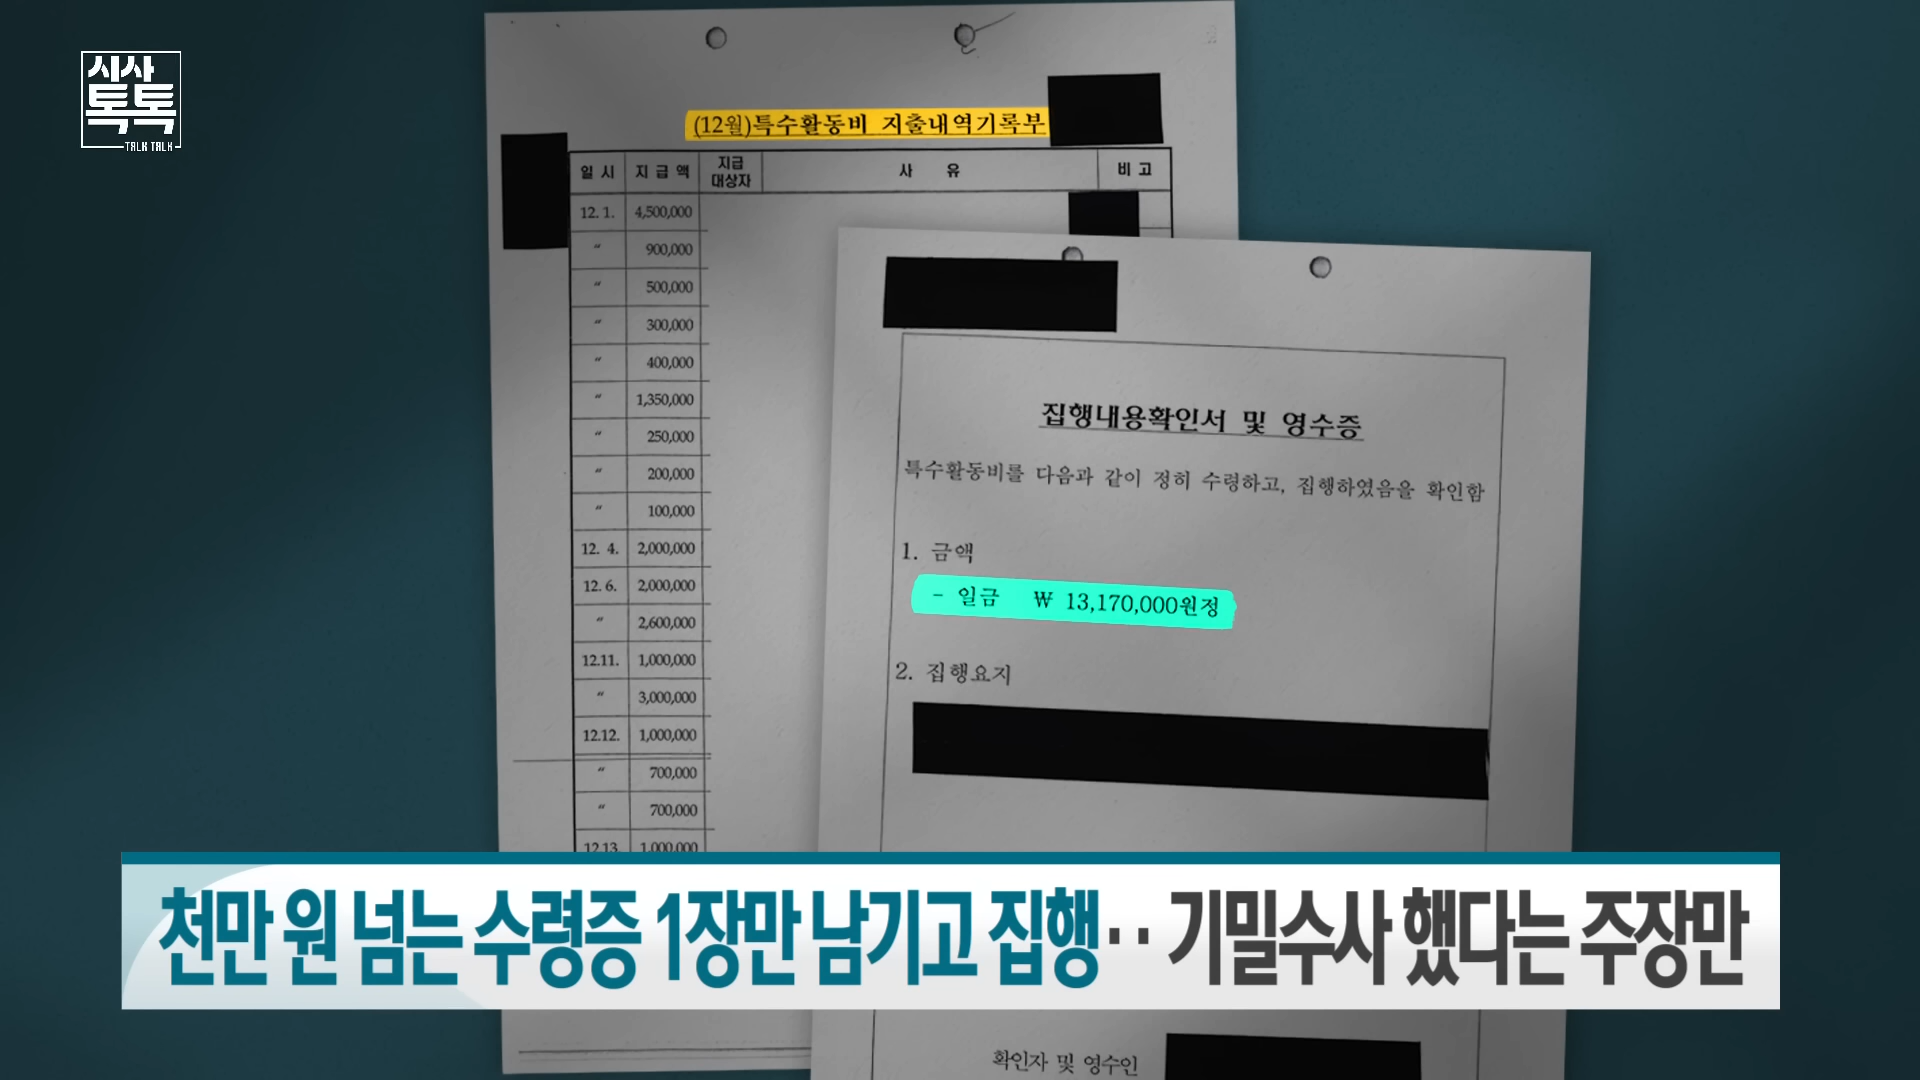 시사
톡톡
TALK TALK
(12월)특수활동비 지출내역기록부
일 시 지 급 액 지급 대상자 사 유 비 고
12. 1. 4,500,000
〃 900,000
〃 500,000
〃 300,000
〃 400,000
〃 1,350,000
〃 250,000
〃 200,000
〃 100,000
12. 4. 2,000,000
12. 6. 2,000,000
〃 2,600,000
12.11. 1,000,000
〃 3,000,000
12.12. 1,000,000
〃 700,000
〃 700,000
12.13. 1,000,000
집행내용확인서 및 영수증
특수활동비를 다음과 같이 정히 수령하고, 집행하였음을 확인함
1. 금액
- 일금 ₩ 13,170,000원정
2. 집행요지
확인자 및 영수인
천만 원 넘는 수령증 1장만 남기고 집행‥기밀수사 했다는 주장만